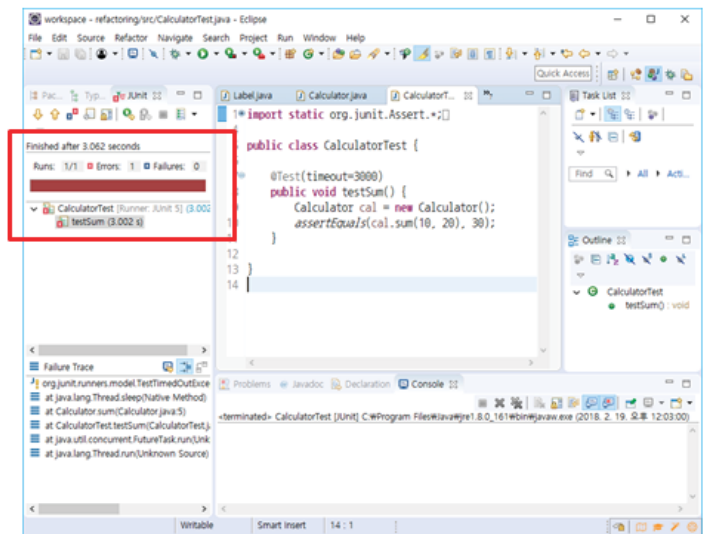 workspace - refactoring/src/CalculatorTest.java - Eclipse
File Edit Source Refactor Navigate Search Project Run Window Help
Quick Access
Pac... Typ... JUnit
Finished after 3.062 seconds
Runs: 1/1 Errors: 1 Failures: 0
CalculatorTest [Runner: JUnit 5] (3.002
testSum (3.002 s)
Failure Trace
org.junit.runners.model.TestTimedOutExce
at java.lang.Thread.sleep(Native Method)
at Calculator.sum(Calculator.java:5)
at CalculatorTest.testSum(CalculatorTest.j
at java.util.concurrent.FutureTask.run(Unk
at java.lang.Thread.run(Unknown Source)
Label.java Calculator.java CalculatorT...
1 import static org.junit.Assert.*;
public class CalculatorTest {
@Test(timeout=3000)
public void testSum() {
Calculator cal = new Calculator();
assertEquals(cal.sum(10, 20), 30);
}
12
13 }
14
Task List
Find All Acti...
Outline
CalculatorTest
testSum() : void
Problems Javadoc Declaration Console
<terminated> CalculatorTest [JUnit] C:₩Program Files₩Java₩jre1.8.0_161₩bin₩javaw.exe (2018. 2. 19. 오후 12:03:00)
Writable Smart Insert 14 : 1